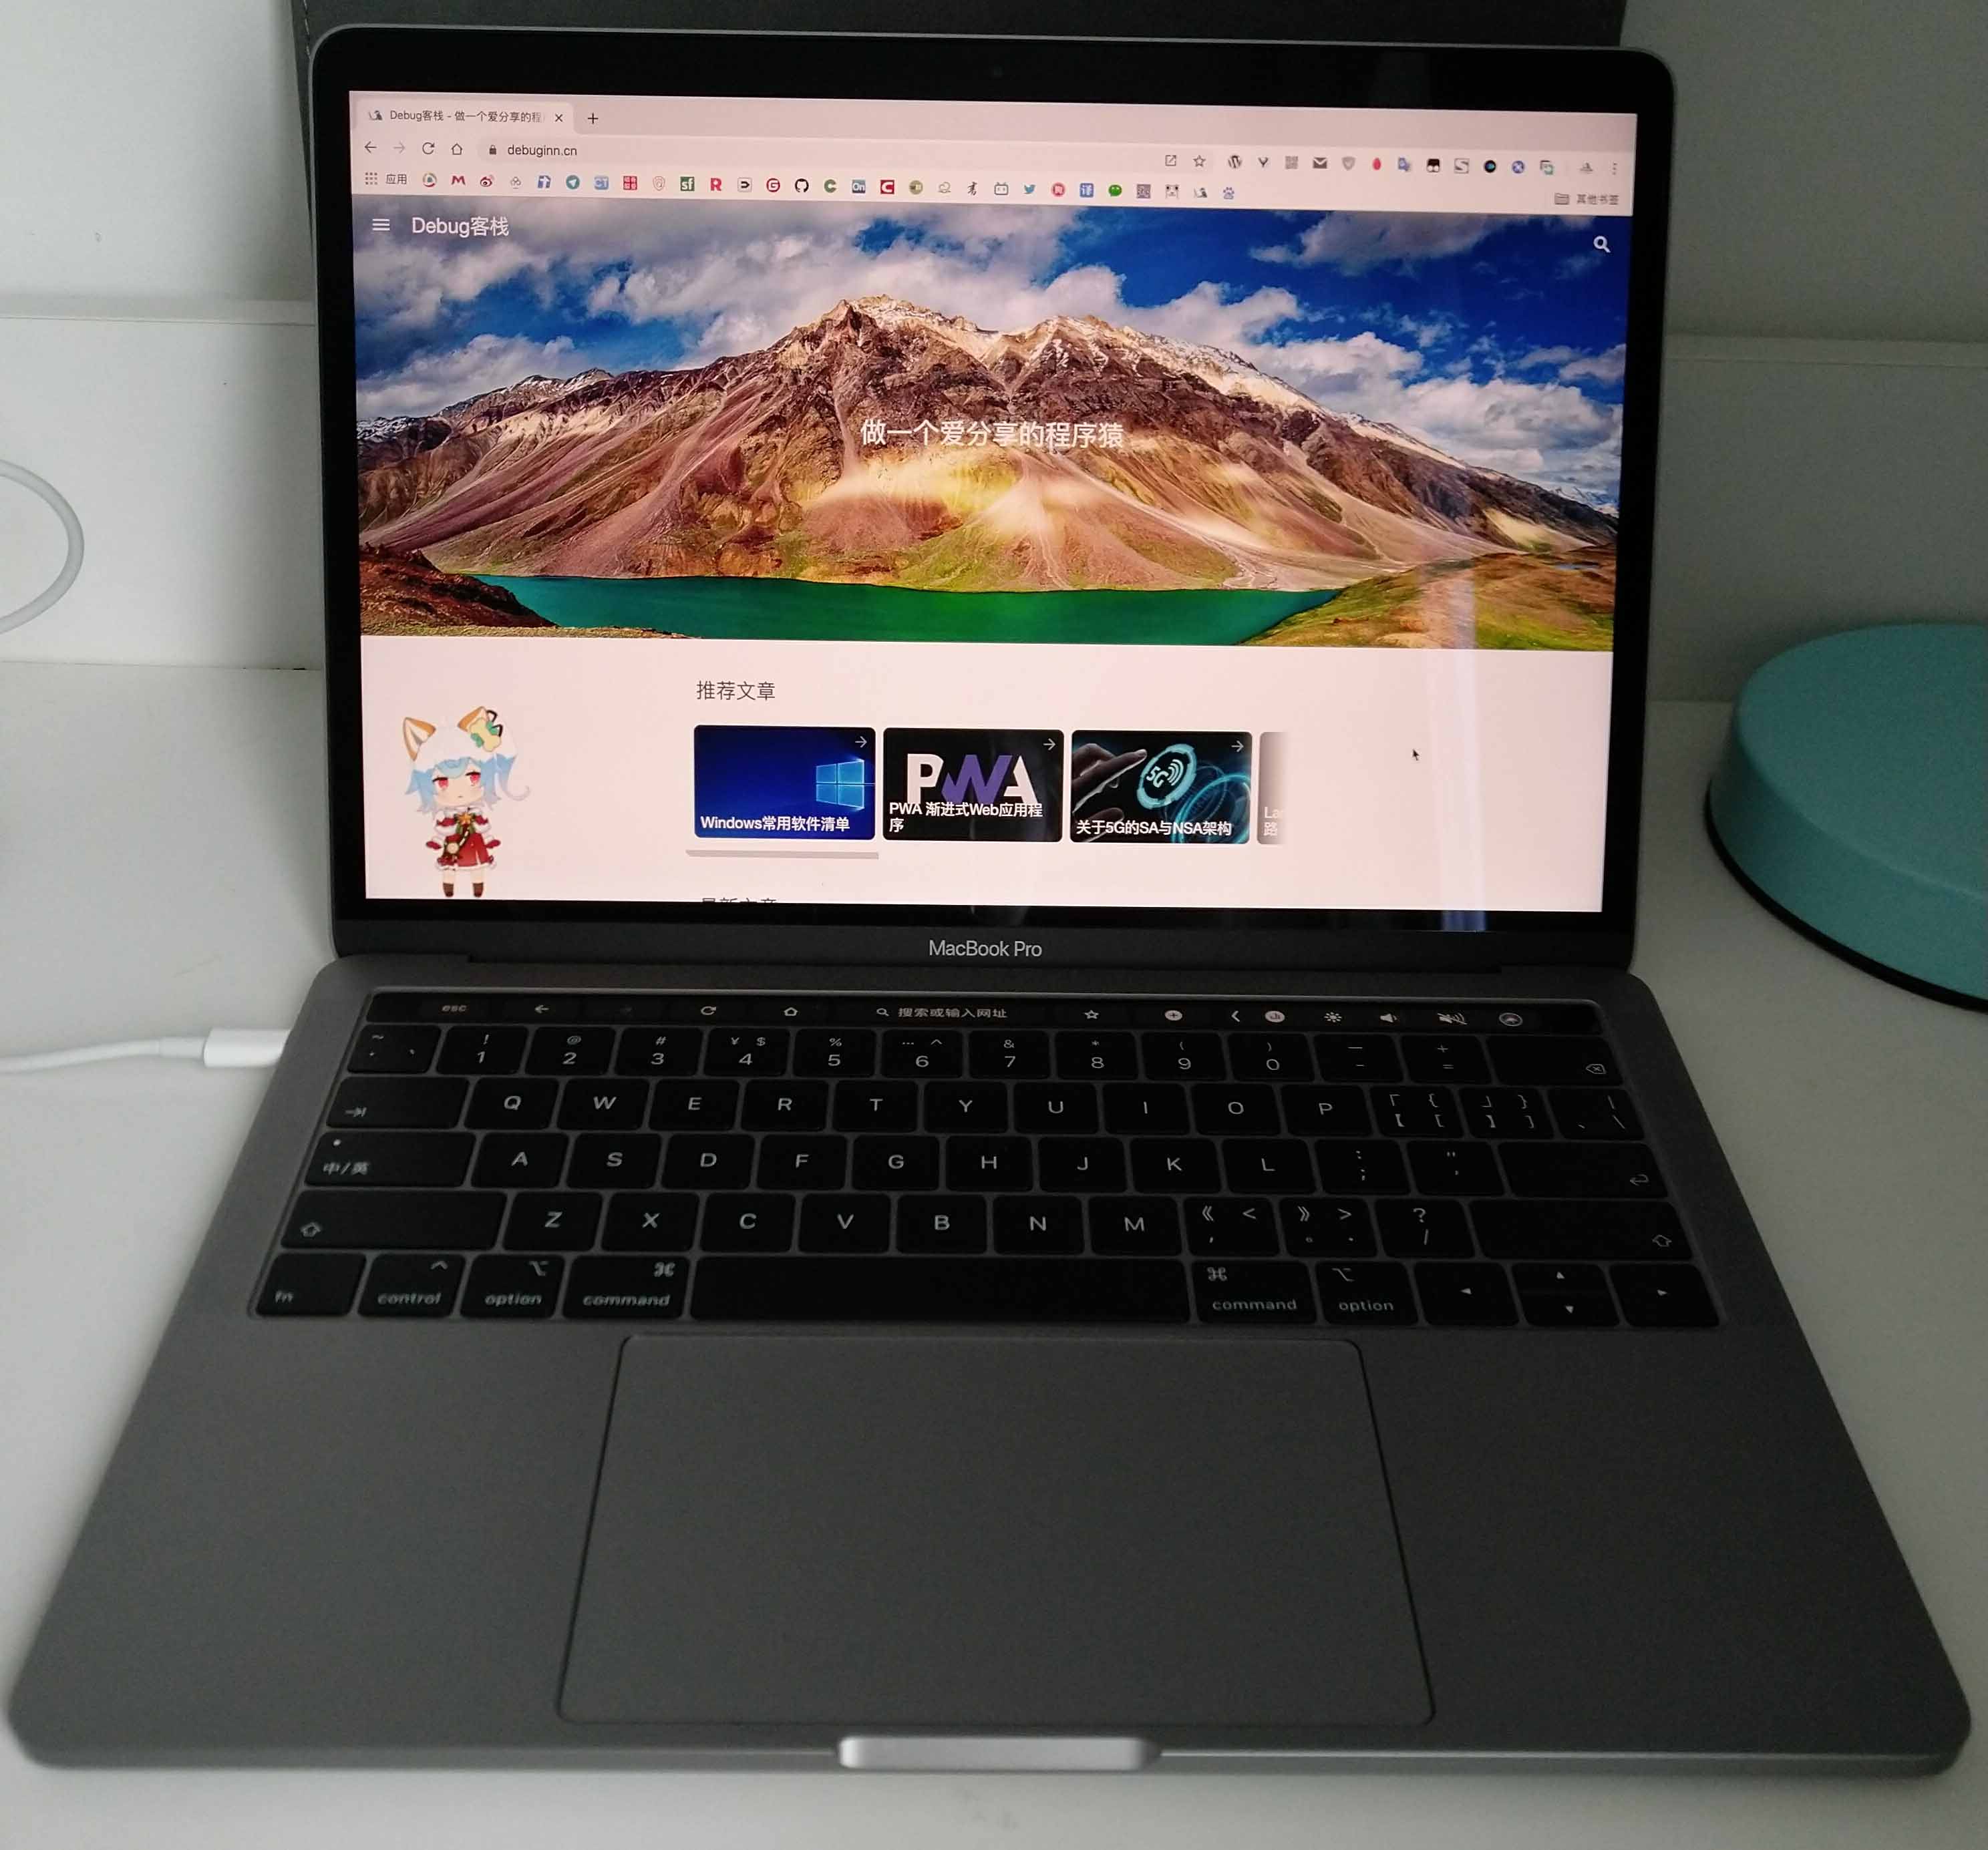 Debug客栈 - 做一个爱分享的程
debuginn.cn
应用
其他书签
Debug客栈
做一个爱分享的程序猿
推荐文章
Windows常用软件清单
PWA
PWA 渐进式Web应用程
序
5G
关于5G的SA与NSA架构
路
最新文章
MacBook Pro
esc 搜索或输入网址
~ ! @ # ¥ $ % … ^ & * ( ) — +
· ` 1 2 3 4 5 6 7 8 9 0 - =
Q W E R T Y U I O P 「 { 」 } |
【 [ 】 ] 、 \
中/英 A S D F G H J K L : ; " '
Z X C V B N M 《 < , 》 > 。 . ? /
fn control option command command option